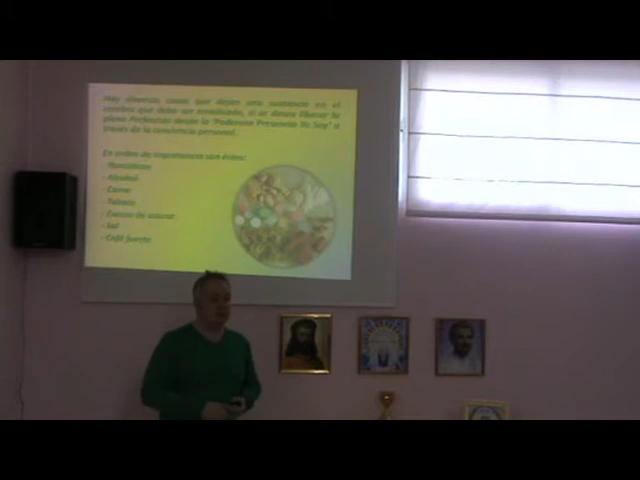 Hay diversas cosas que dejan una sustancia en el
cerebro que debe ser eliminada, si se desea liberar la
plena Perfección desde la "Poderosa Presencia Yo Soy" a
través de la conciencia personal.
En orden de importancia son éstas:
- Narcóticos
- Alcohol
- Carne
- Tabaco
- Exceso de azúcar
- Sal
- Café fuerte